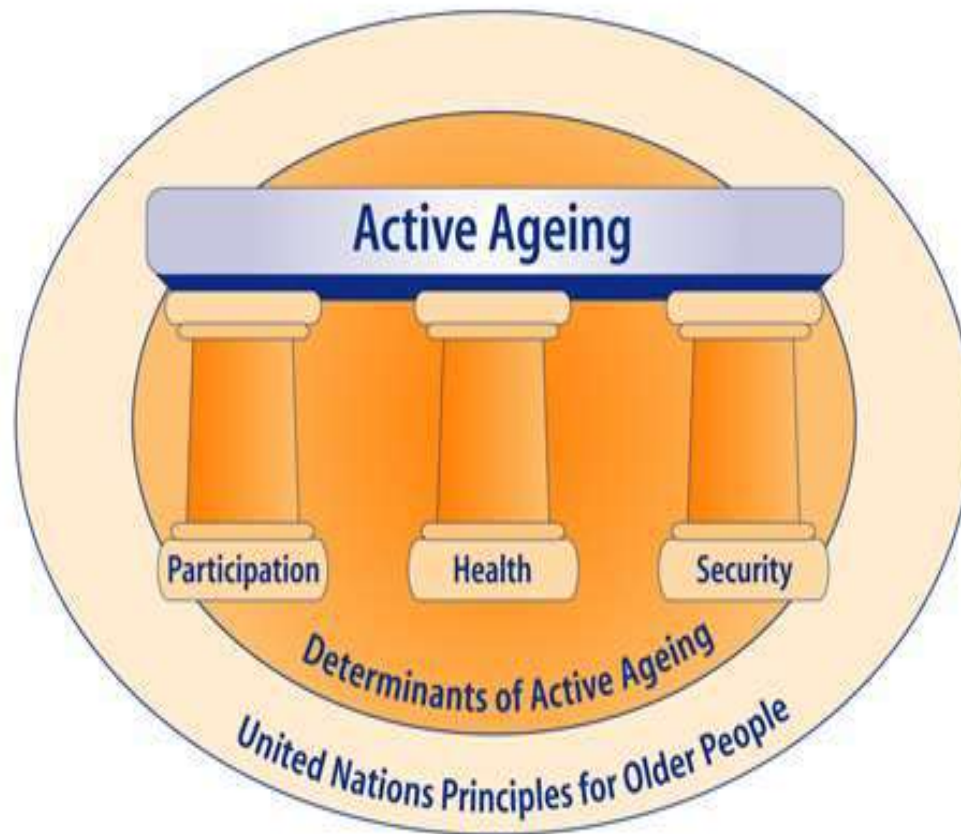 Active Ageing
Participation
Health
Security
Determinants of Active Ageing
United Nations Principles for Older People